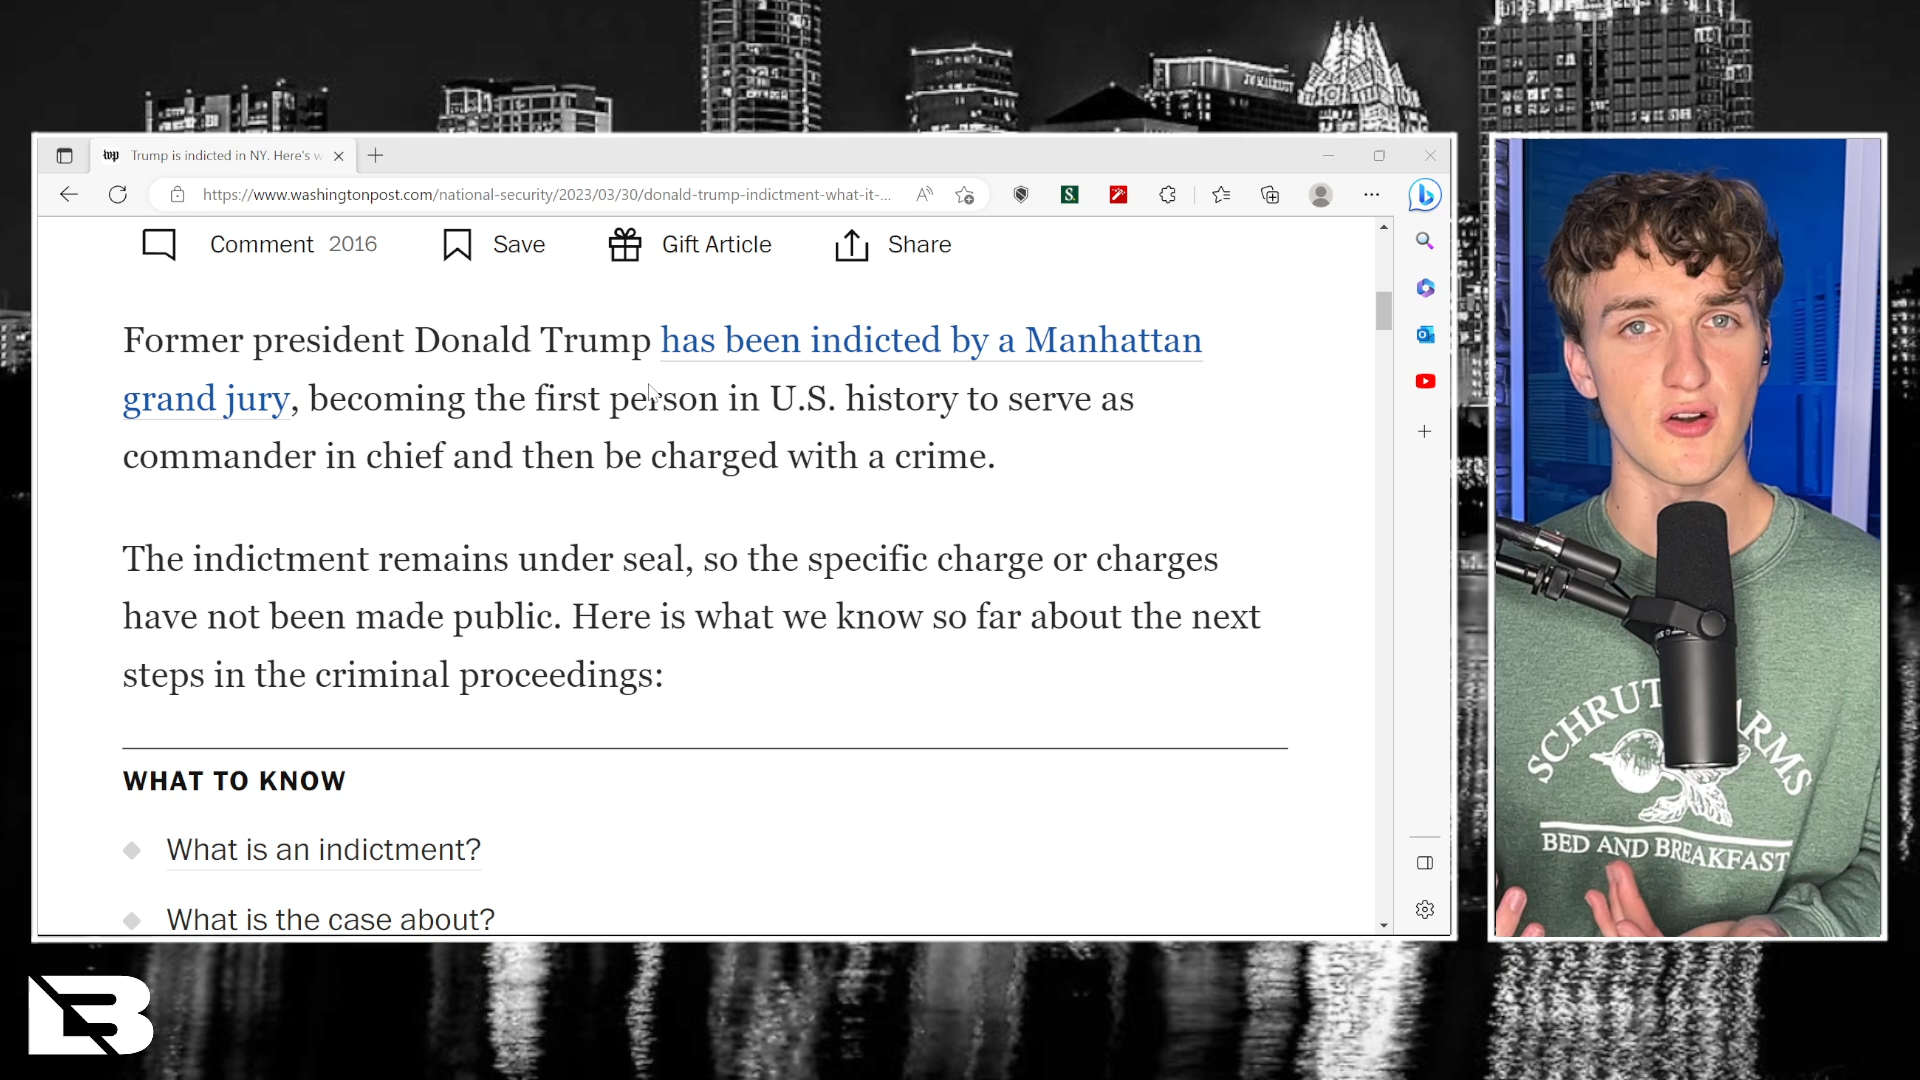 wp Trump is indicted in NY. Here's w
https://www.washingtonpost.com/national-security/2023/03/30/donald-trump-indictment-what-it-...
Comment 2016 Save Gift Article Share
Former president Donald Trump has been indicted by a Manhattan
grand jury, becoming the first person in U.S. history to serve as
commander in chief and then be charged with a crime.
The indictment remains under seal, so the specific charge or charges
have not been made public. Here is what we know so far about the next
steps in the criminal proceedings:
WHAT TO KNOW
What is an indictment?
What is the case about?
SCHRUT ARMS
BED AND BREAKFAST
B